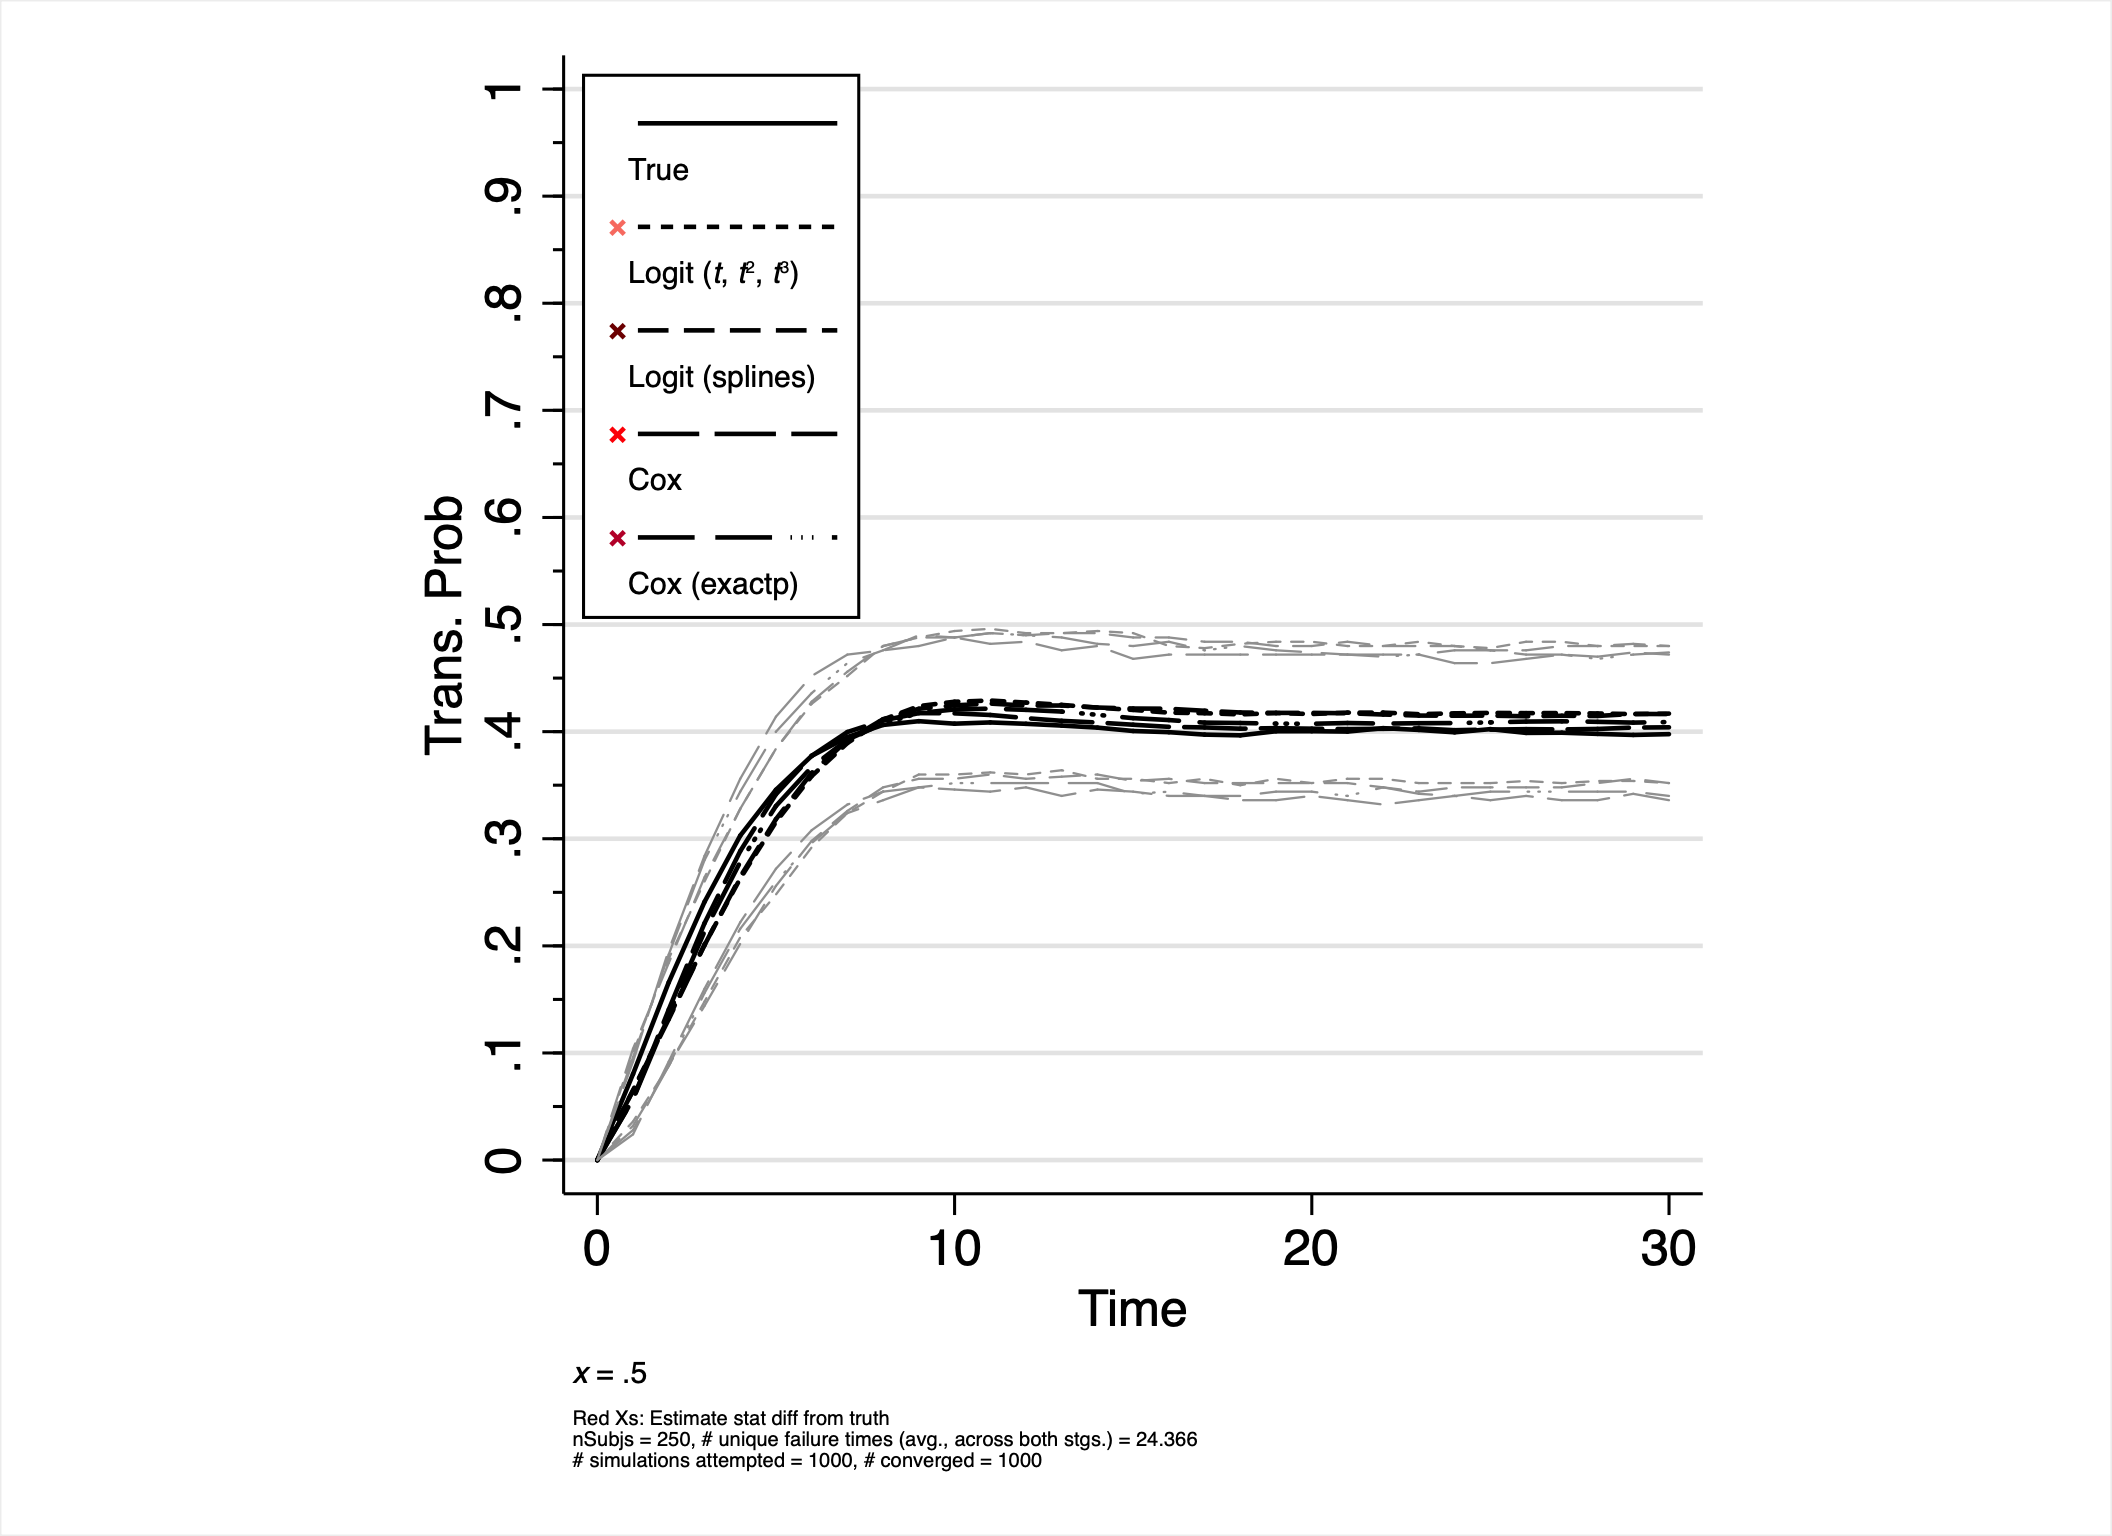 1
.9
.8
.7
.6
.5
.4
.3
.2
.1
0
Trans. Prob
True
Logit (t, t², t³)
Logit (splines)
Cox
Cox (exactp)
0 10 20 30
Time
x = .5
Red Xs: Estimate stat diff from truth
nSubjs = 250, # unique failure times (avg., across both stgs.) = 24.366
# simulations attempted = 1000, # converged = 1000